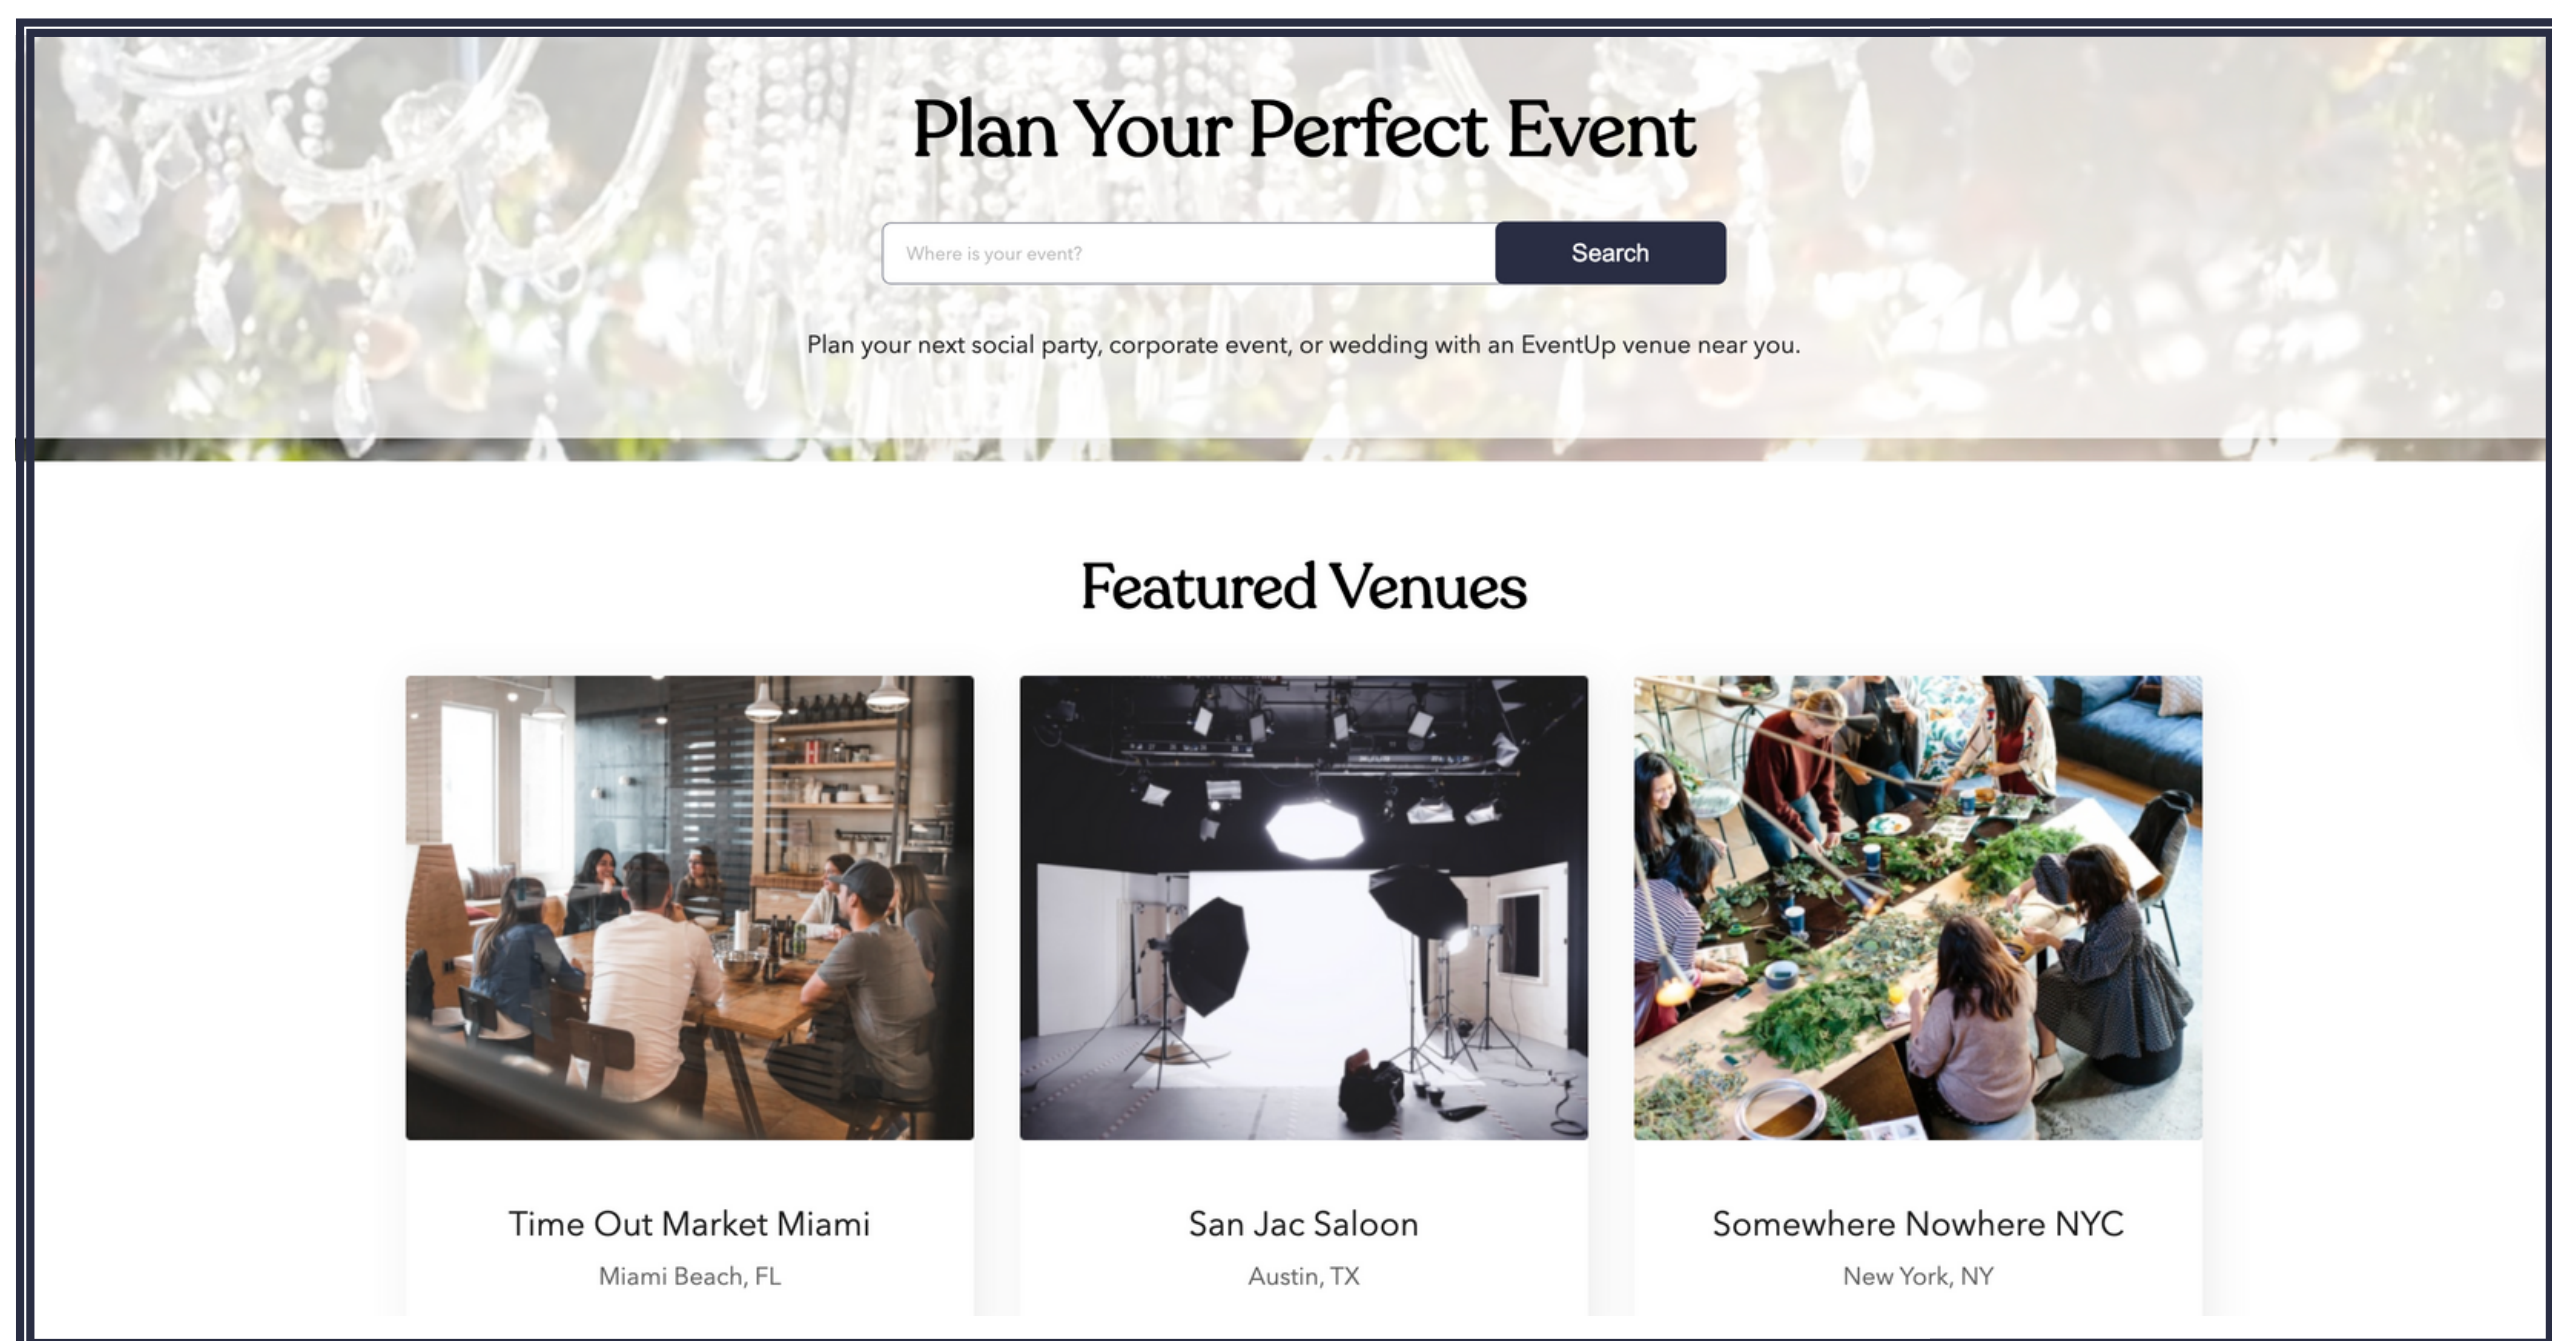 Plan Your Perfect Event
Where is your event?
Search
Plan your next social party, corporate event, or wedding with an EventUp venue near you.
Featured Venues
Time Out Market Miami
Miami Beach, FL
San Jac Saloon
Austin, TX
Somewhere Nowhere NYC
New York, NY